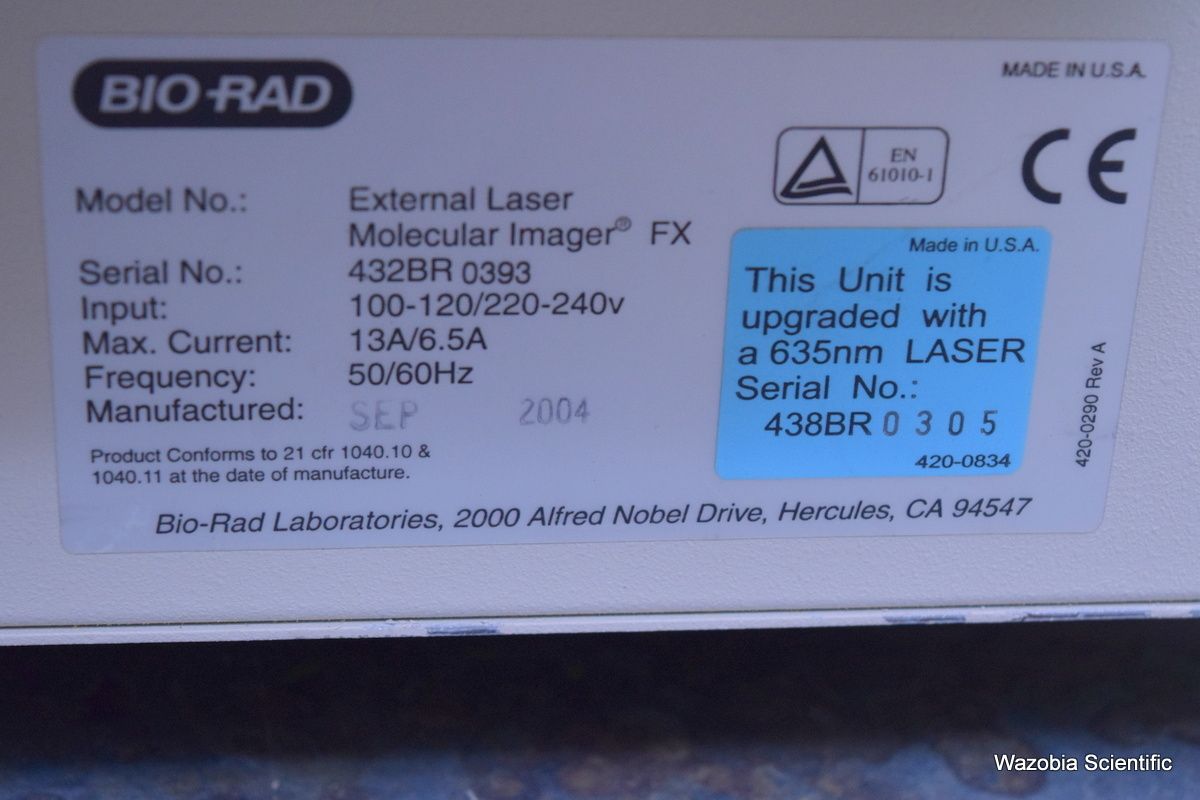 BIO-RAD
MADE IN U.S.A.
EN
61010-1
CE
Model No.: External Laser
Molecular Imager® FX
Serial No.: 432BR 0393
Input: 100-120/220-240v
Max. Current: 13A/6.5A
Frequency: 50/60Hz
Manufactured: SEP 2004
Product Conforms to 21 cfr 1040.10 &
1040.11 at the date of manufacture.
Made in U.S.A.
This Unit is
upgraded with
a 635nm LASER
Serial No.:
438BR 0305
420-0834
420-0290 Rev A
Bio-Rad Laboratories, 2000 Alfred Nobel Drive, Hercules, CA 94547
Wazobia Scientific